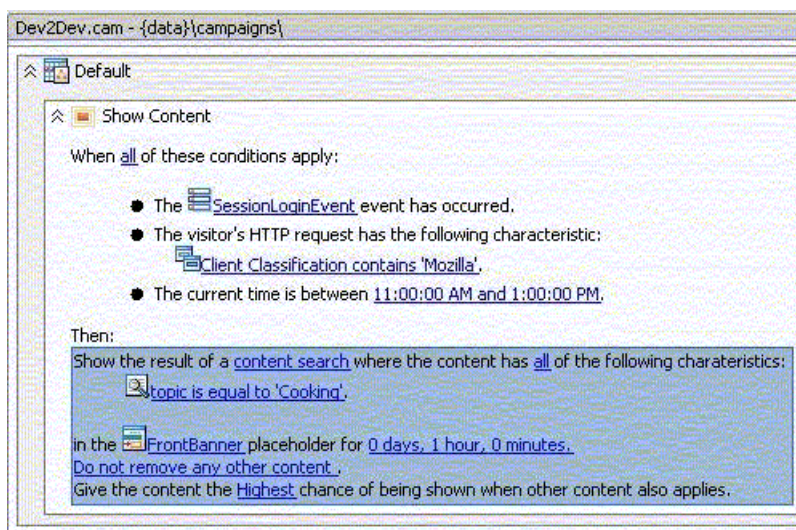 Dev2Dev.cam - {data}\campaigns\
Default
Show Content
When all of these conditions apply:
The SessionLoginEvent event has occurred.
The visitor's HTTP request has the following characteristic:
Client Classification contains 'Mozilla'.
The current time is between 11:00:00 AM and 1:00:00 PM.
Then:
Show the result of a content search where the content has all of the following charateristics:
topic is equal to 'Cooking'.
in the FrontBanner placeholder for 0 days, 1 hour, 0 minutes.
Do not remove any other content .
Give the content the Highest chance of being shown when other content also applies.